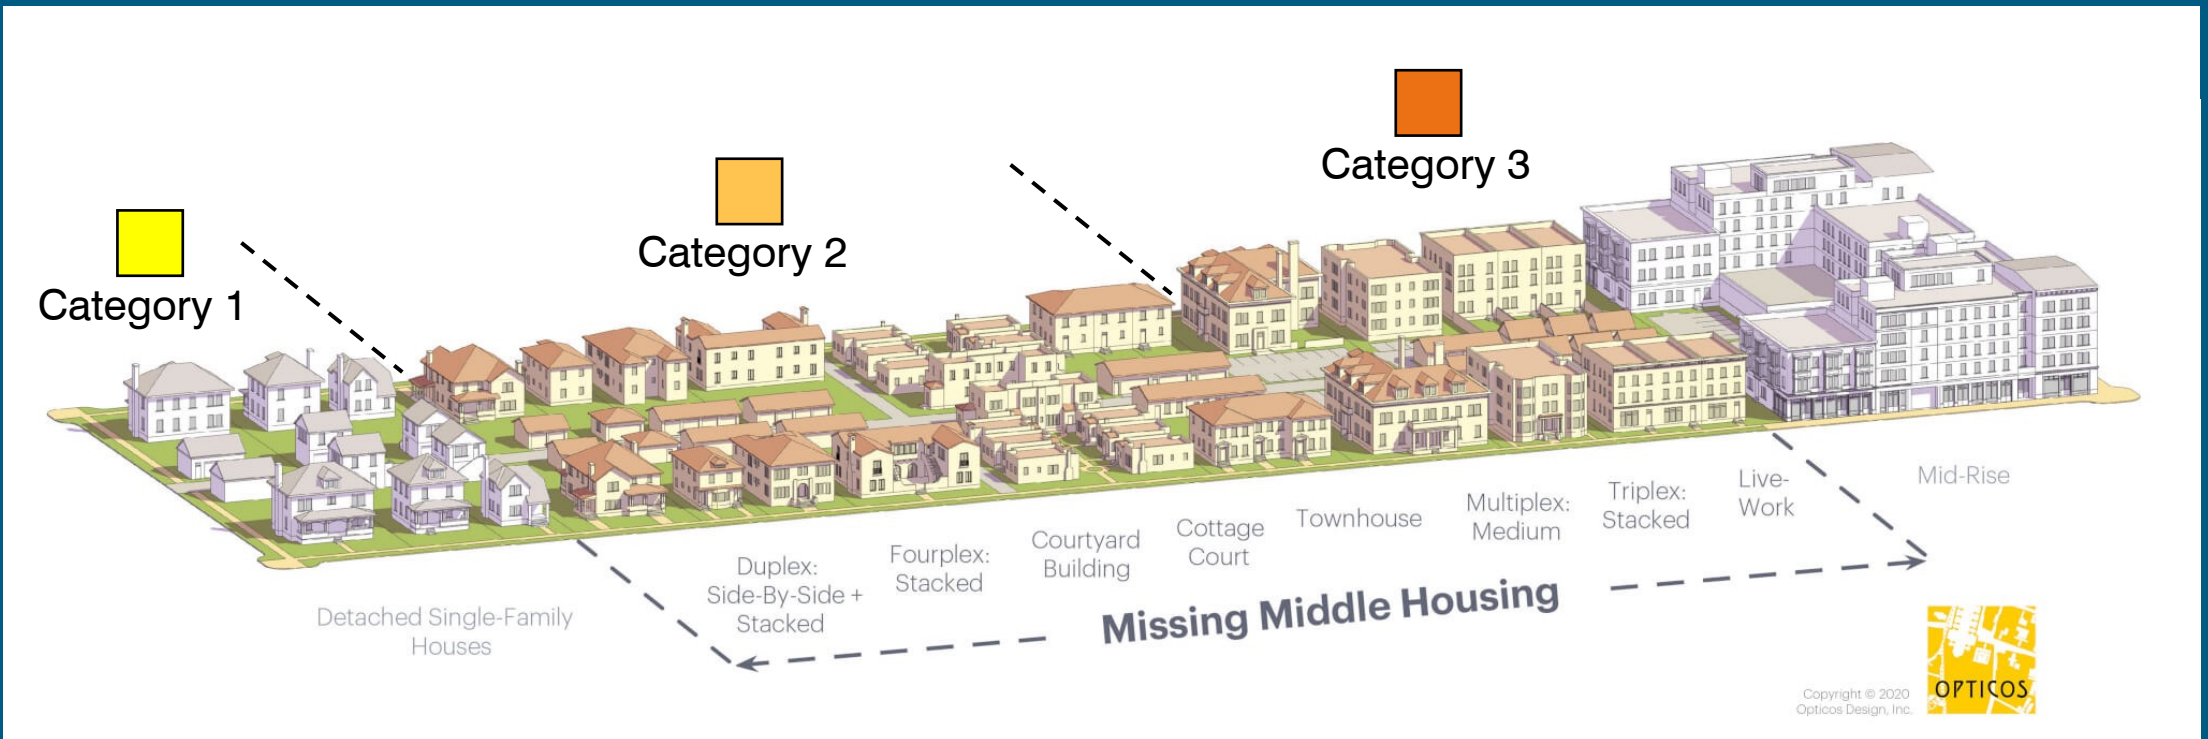 Category 1
Category 2
Category 3
Detached Single-Family
Houses
Duplex:
Side-By-Side +
Stacked
Fourplex:
Stacked
Courtyard
Building
Cottage
Court
Townhouse
Multiplex:
Medium
Triplex:
Stacked
Live-
Work
Mid-Rise
Missing Middle Housing
Copyright © 2020
Opticos Design, Inc.
OPTICOS